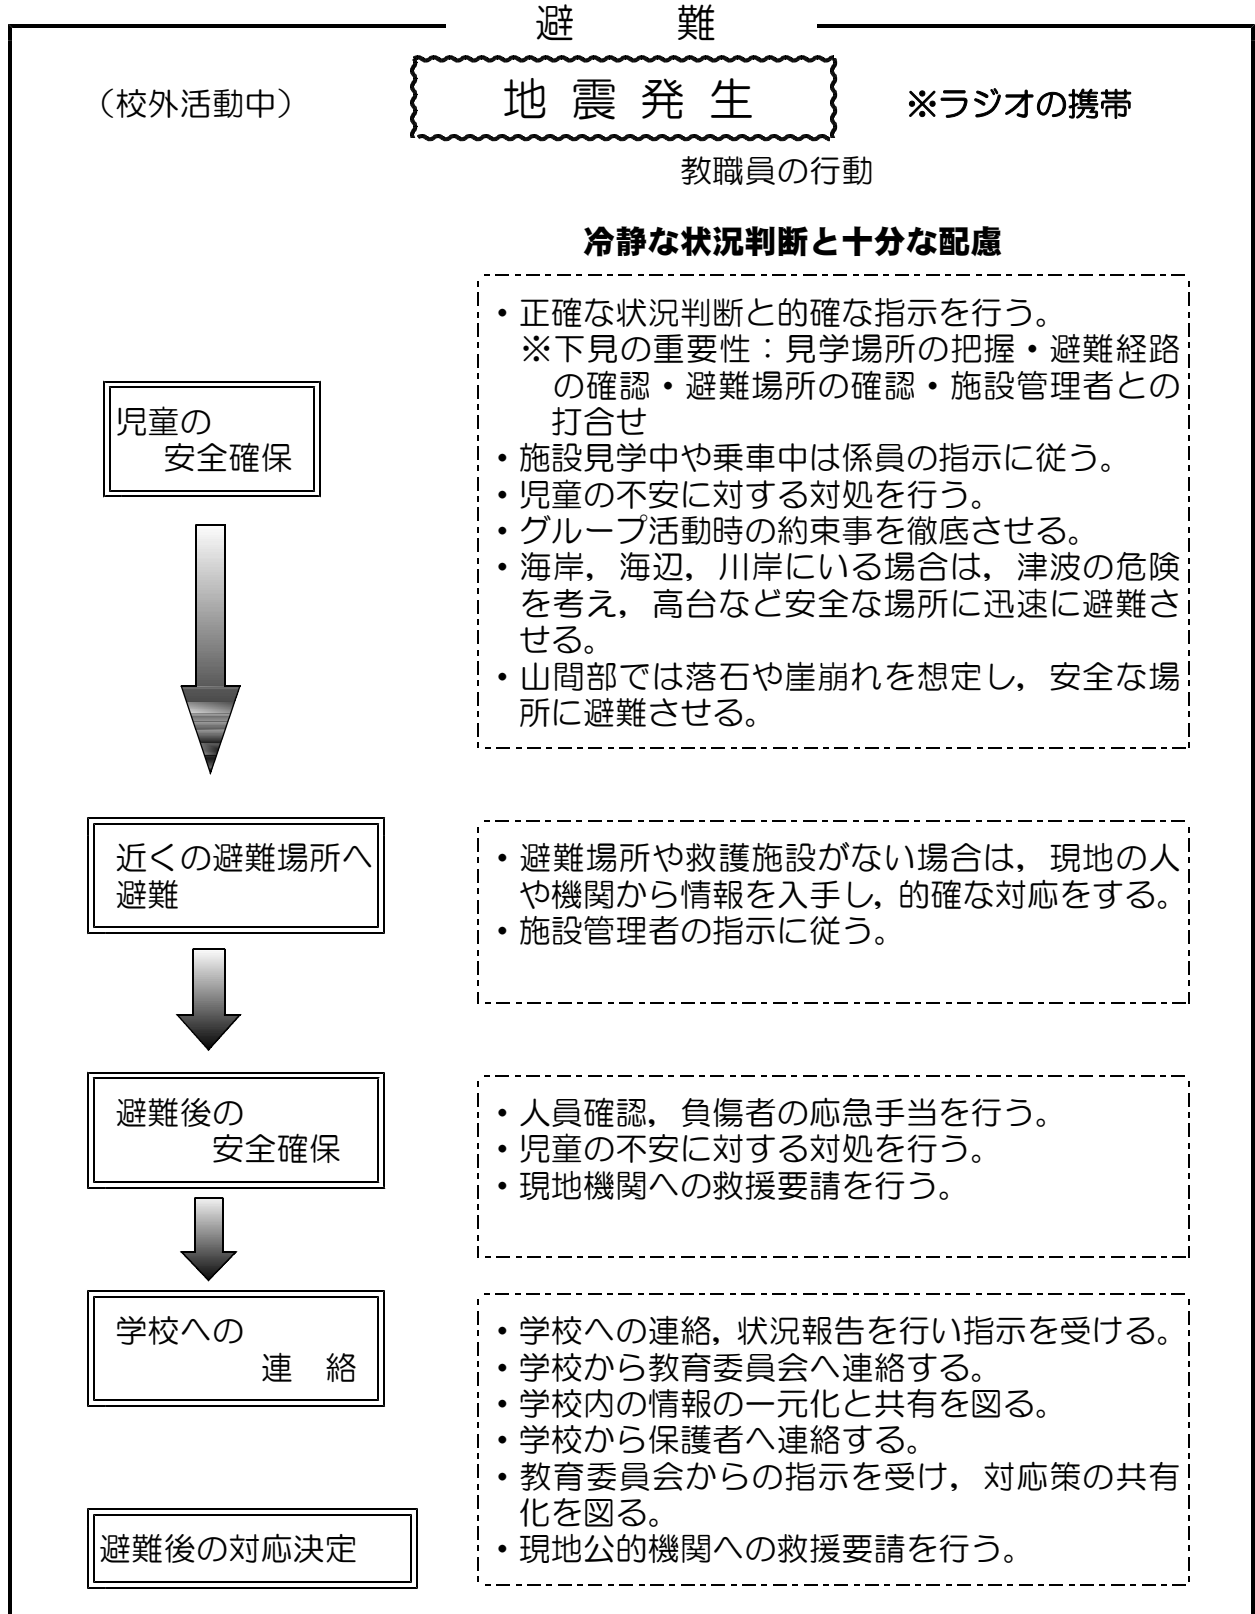 避　　難
（校外活動中）
地 震 発 生
※ラジオの携帯
教職員の行動
冷静な状況判断と十分な配慮
児童の
安全確保
・正確な状況判断と的確な指示を行う。
※下見の重要性：見学場所の把握・避難経路
の確認・避難場所の確認・施設管理者との
打合せ
・施設見学中や乗車中は係員の指示に従う。
・児童の不安に対する対処を行う。
・グループ活動時の約束事を徹底させる。
・海岸，海辺，川岸にいる場合は，津波の危険
を考え，高台など安全な場所に迅速に避難さ
せる。
・山間部では落石や崖崩れを想定し，安全な場
所に避難させる。
近くの避難場所へ
避難
・避難場所や救護施設がない場合は，現地の人
や機関から情報を入手し，的確な対応をする。
・施設管理者の指示に従う。
避難後の
安全確保
・人員確認，負傷者の応急手当を行う。
・児童の不安に対する対処を行う。
・現地機関への救援要請を行う。
学校への
連　絡
・学校への連絡，状況報告を行い指示を受ける。
・学校から教育委員会へ連絡する。
・学校内の情報の一元化と共有を図る。
・学校から保護者へ連絡する。
・教育委員会からの指示を受け，対応策の共有
化を図る。
・現地公的機関への救援要請を行う。
避難後の対応決定